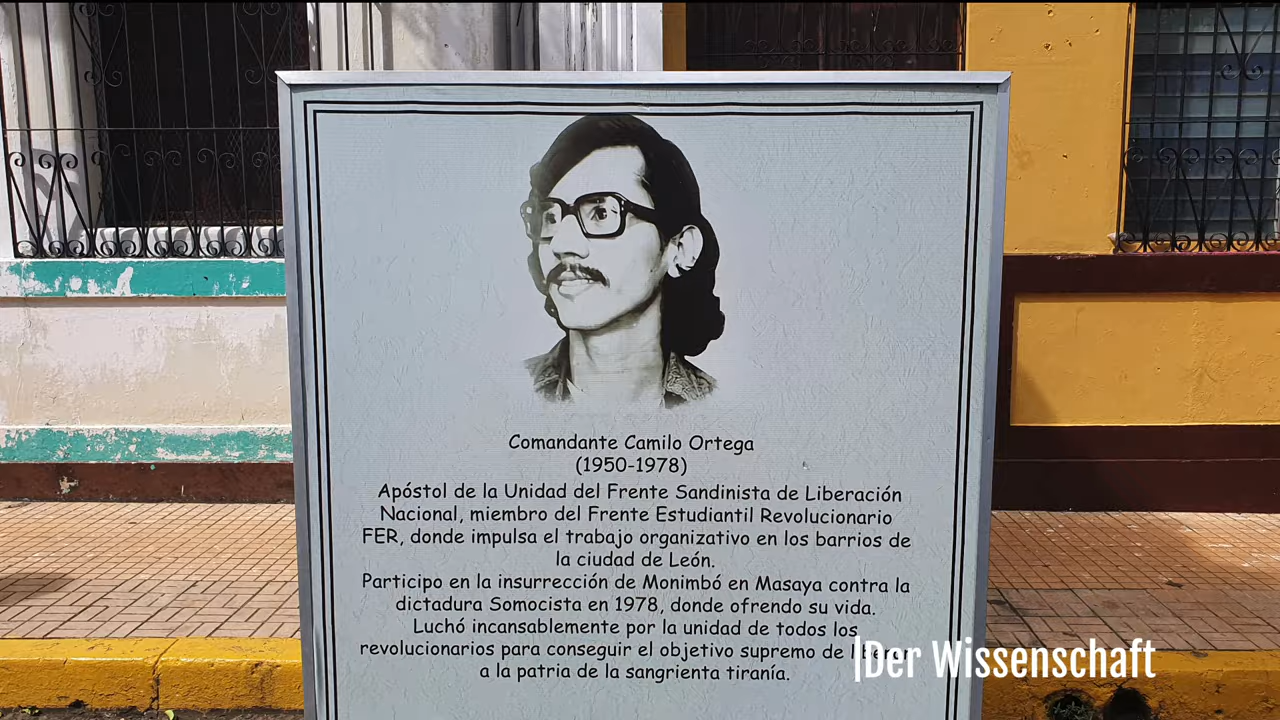 Comandante Camilo Ortega
(1950-1978)
Apóstol de la Unidad del Frente Sandinista de Liberación
Nacional, miembro del Frente Estudiantil Revolucionario
FER, donde impulsa el trabajo organizativo en los barrios de
la ciudad de León.
Participo en la insurrección de Monimbó en Masaya contra la
dictadura Somocista en 1978, donde ofrendo su vida.
Luchó incansablemente por la unidad de todos los
revolucionarios para conseguir el objetivo supremo de liberar
a la patria de la sangrienta tiranía.
|Der Wissenschaft